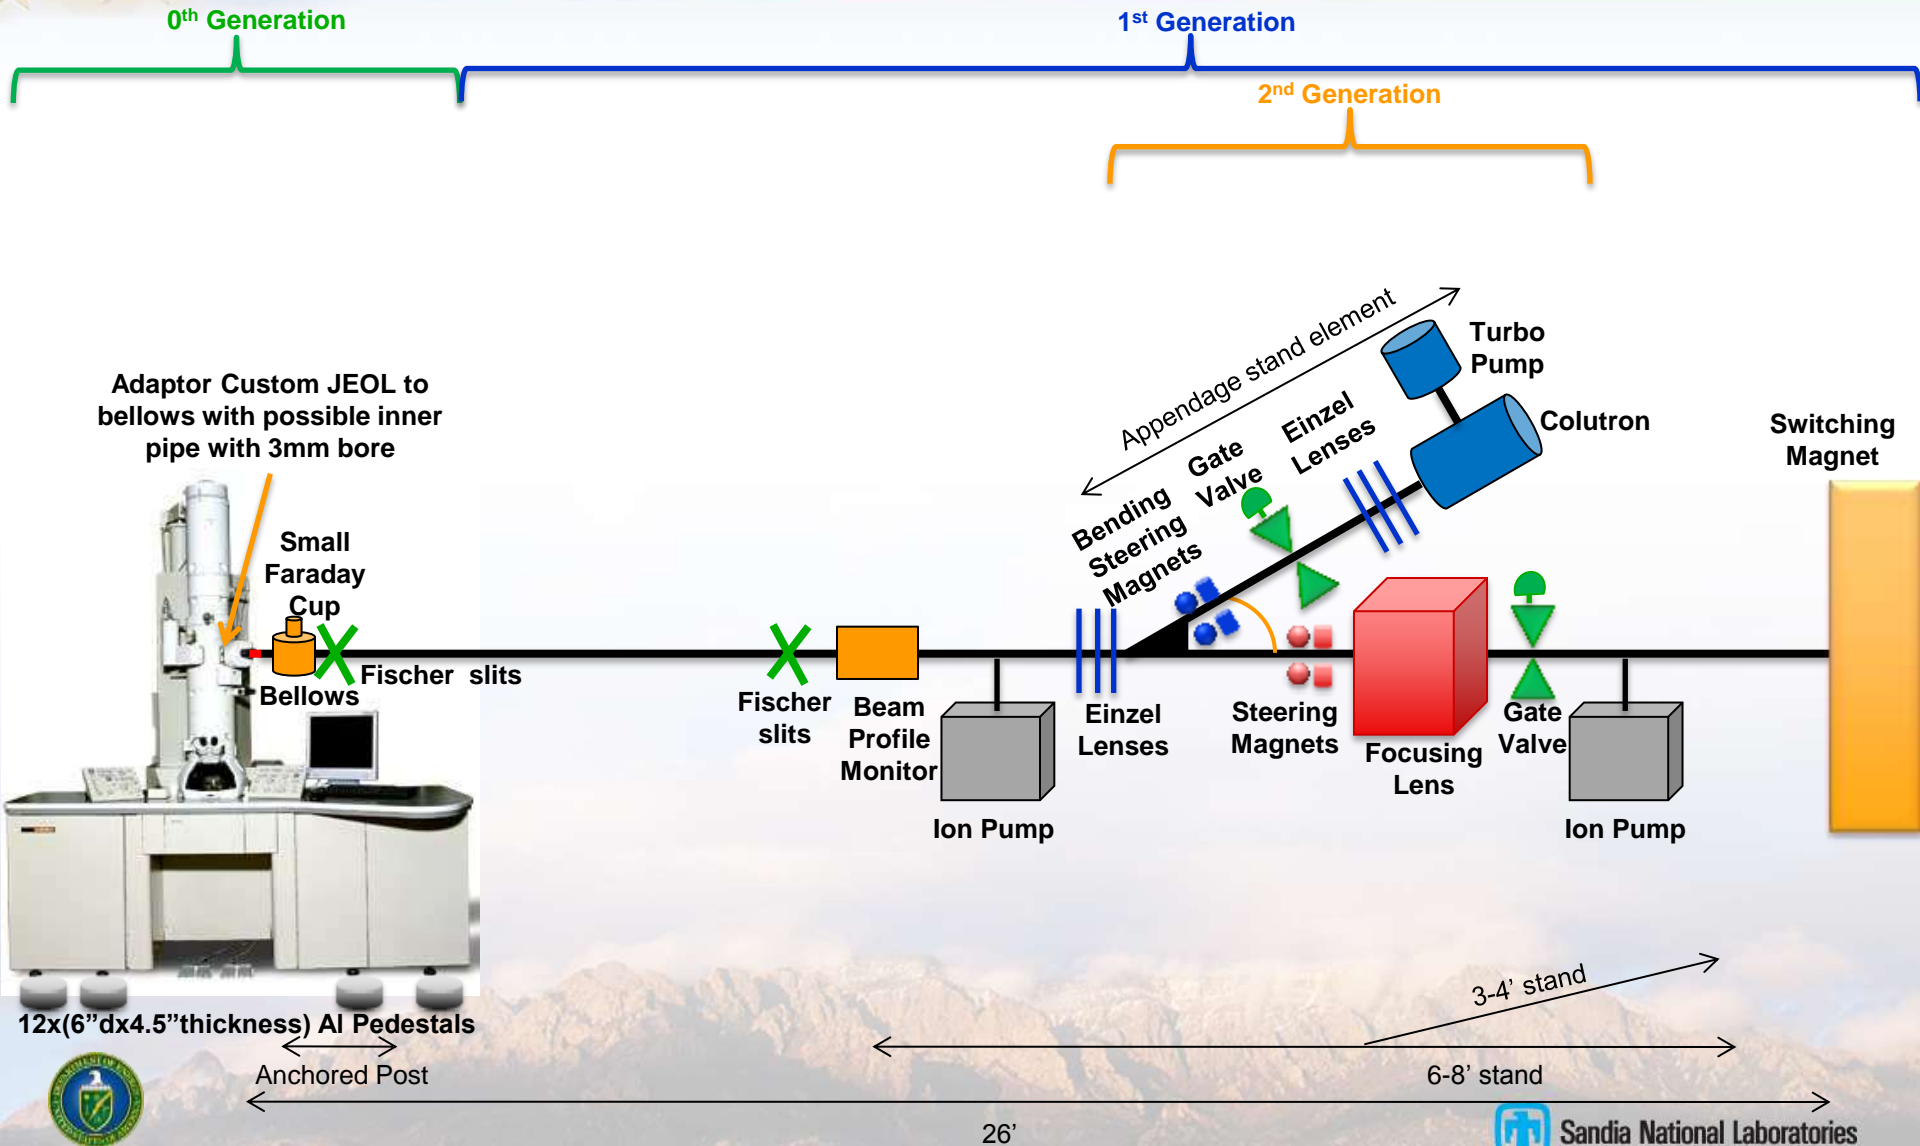 0th Generation
1st Generation
2nd Generation
Appendage stand element
Turbo
Pump
Adaptor Custom JEOL to
bellows with possible inner
pipe with 3mm bore
Einzel
Lenses
Colutron
Switching
Magnet
Gate
Valve
Bending
Steering
Magnets
Small
Faraday
Cup
Fischer slits
Bellows
Fischer
slits
Beam
Profile
Monitor
Einzel
Lenses
Steering
Magnets
Focusing
Lens
Gate
Valve
Ion Pump
Ion Pump
3-4’ stand
12x(6”dx4.5”thickness) Al Pedestals
Anchored Post
6-8’ stand
26’
Sandia National Laboratories